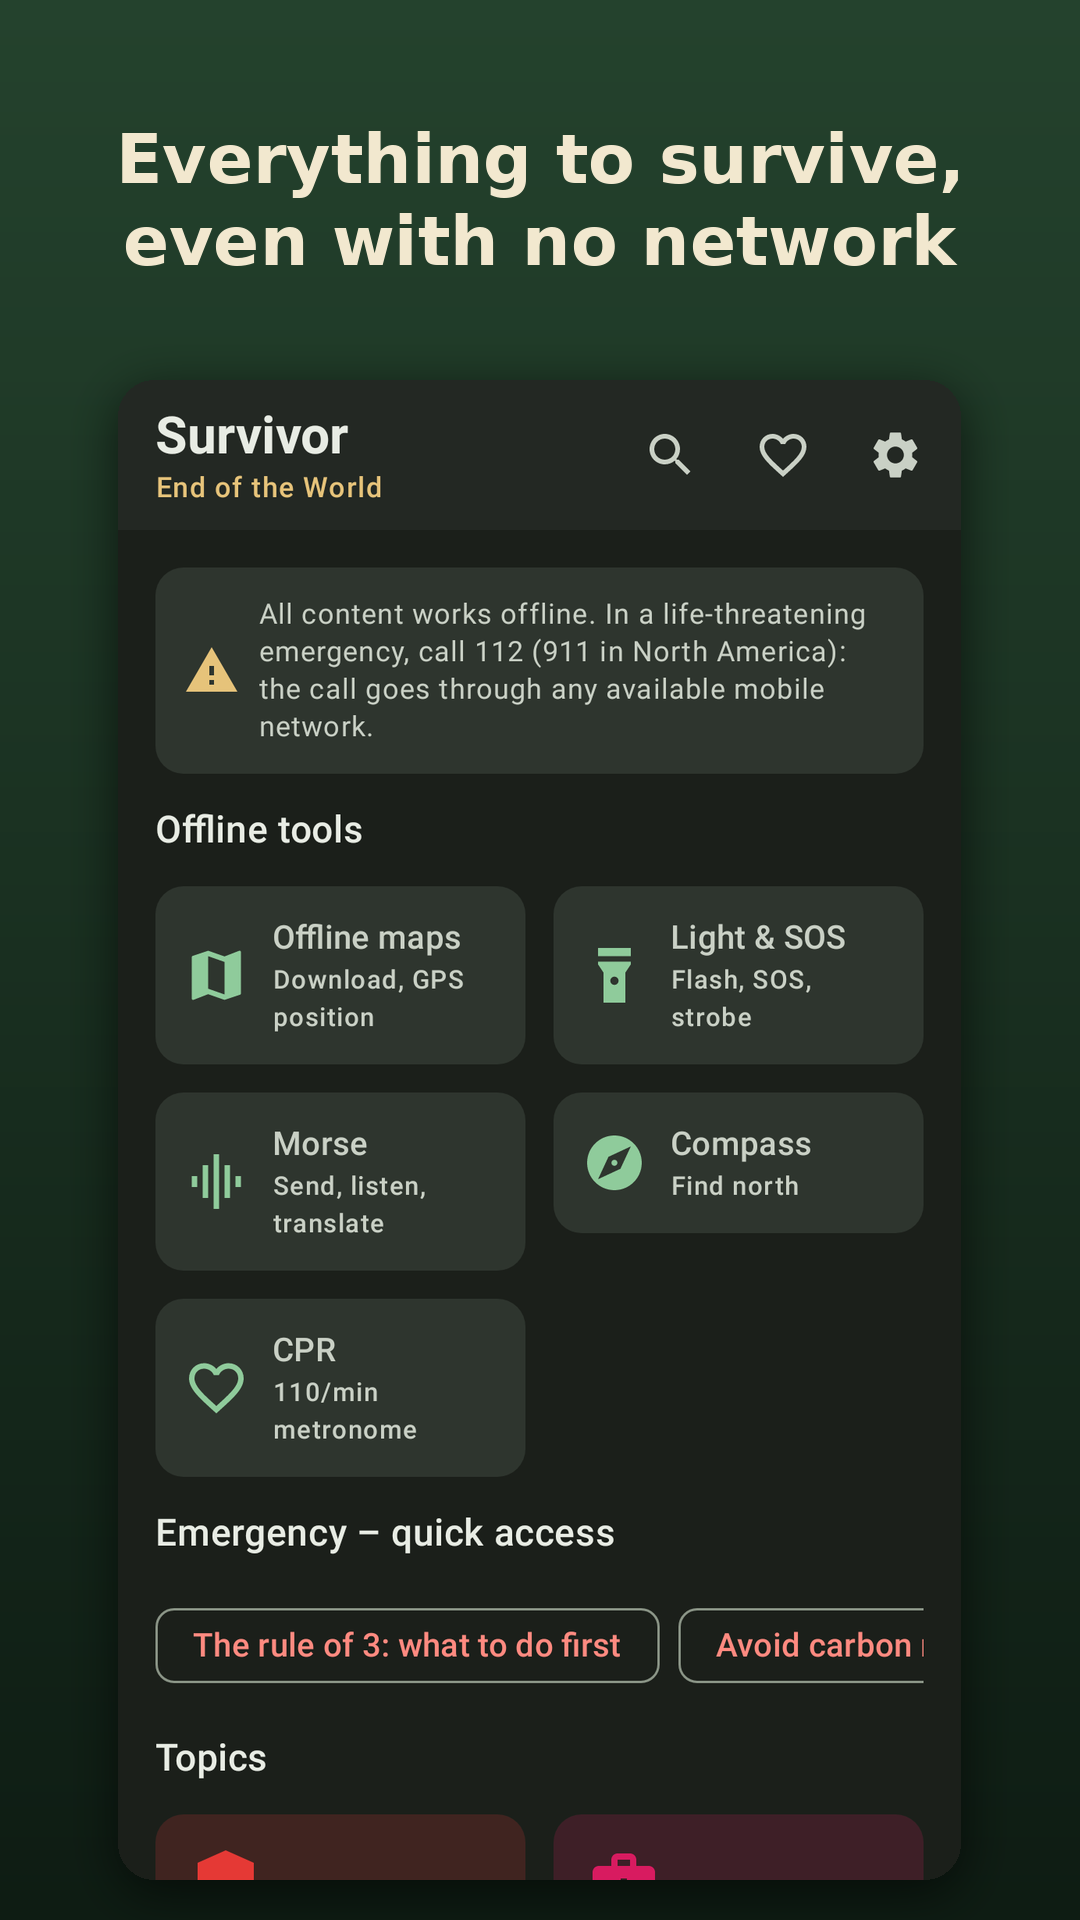 Everything to survive,
even with no network
Survivor
End of the World
All content works offline. In a life-threatening
emergency, call 112 (911 in North America):
the call goes through any available mobile
network.
Offline tools
Offline maps
Download, GPS
position
Light & SOS
Flash, SOS,
strobe
Morse
Send, listen,
translate
Compass
Find north
CPR
110/min
metronome
Emergency – quick access
The rule of 3: what to do first
Avoid carbon
Topics